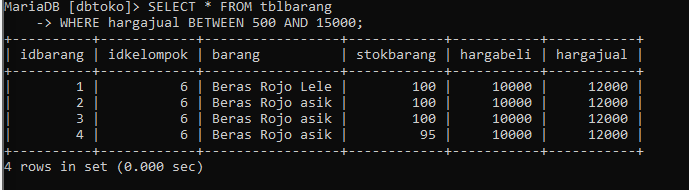 MariaDB [dbtoko]> SELECT * FROM tblbarang
    -> WHERE hargajual BETWEEN 500 AND 15000;
+----------+------------+-----------------+------------+-----------+-----------+
| idbarang | idkelompok | barang          | stokbarang | hargabeli | hargajual |
+----------+------------+-----------------+------------+-----------+-----------+
|        1 |          6 | Beras Rojo Lele |        100 |     10000 |     12000 |
|        2 |          6 | Beras Rojo asik |        100 |     10000 |     12000 |
|        3 |          6 | Beras Rojo asik |        100 |     10000 |     12000 |
|        4 |          6 | Beras Rojo asik |         95 |     10000 |     12000 |
+----------+------------+-----------------+------------+-----------+-----------+
4 rows in set (0.000 sec)